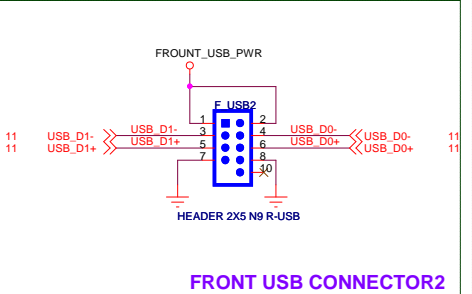 FROUNT_USB_PWR
F_USB2
1 2
11 USB_D1- USB_D1- 3 4 USB_D0- USB_D0- 11
11 USB_D1+ USB_D1+ 5 6 USB_D0+ USB_D0+ 11
7 8
10
HEADER 2X5 N9 R-USB
FRONT USB CONNECTOR2